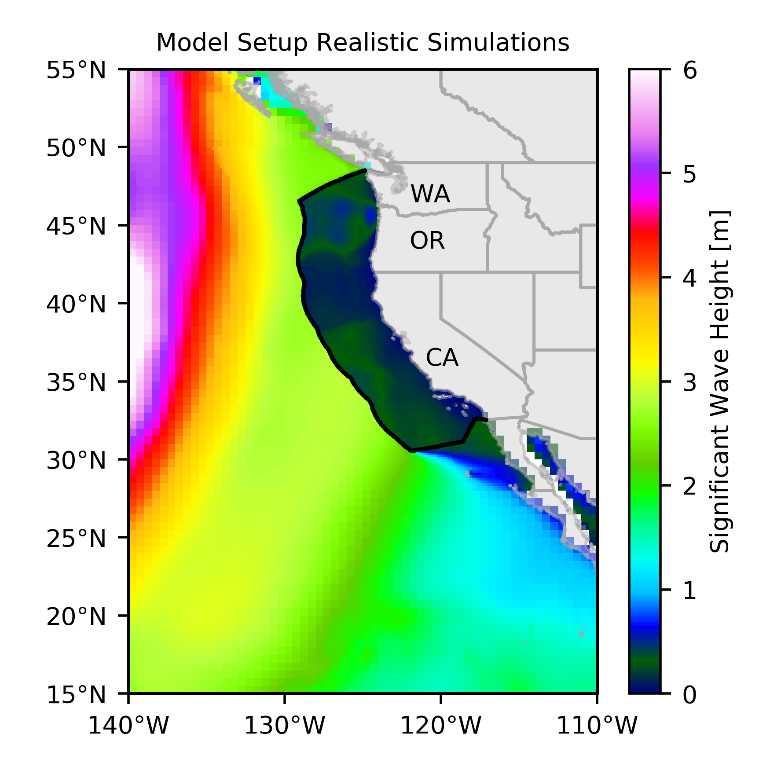 Model Setup Realistic Simulations
55°N
50°N
45°N
40°N
35°N
30°N
25°N
20°N
15°N
140°W
130°W
120°W
110°W
WA
OR
CA
6
5
4
3
2
1
0
Significant Wave Height [m]